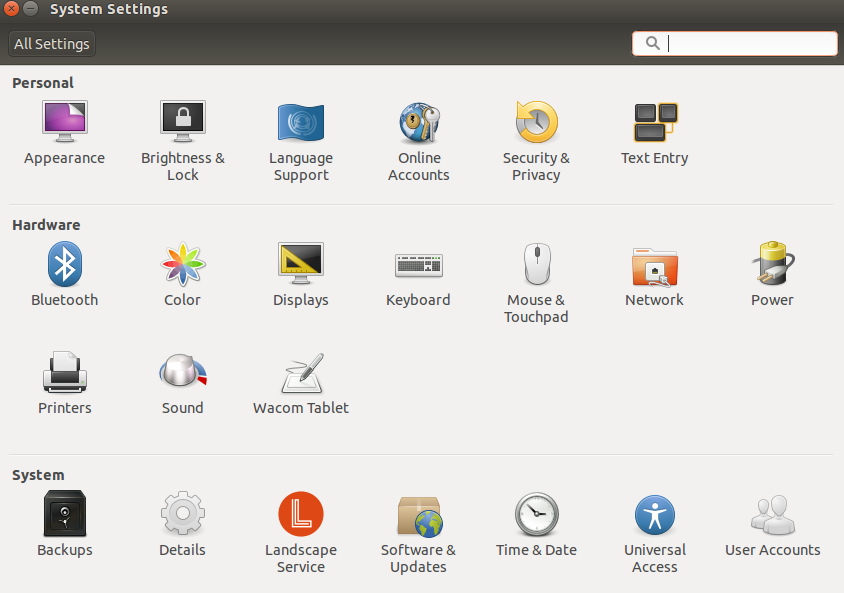 System Settings
All Settings
Personal
Appearance
Brightness &
Lock
Language
Support
Online
Accounts
Security &
Privacy
Text Entry
Hardware
Bluetooth
Color
Displays
Keyboard
Mouse &
Touchpad
Network
Power
Printers
Sound
Wacom Tablet
System
Backups
Details
Landscape
Service
Software &
Updates
Time & Date
Universal
Access
User Accounts